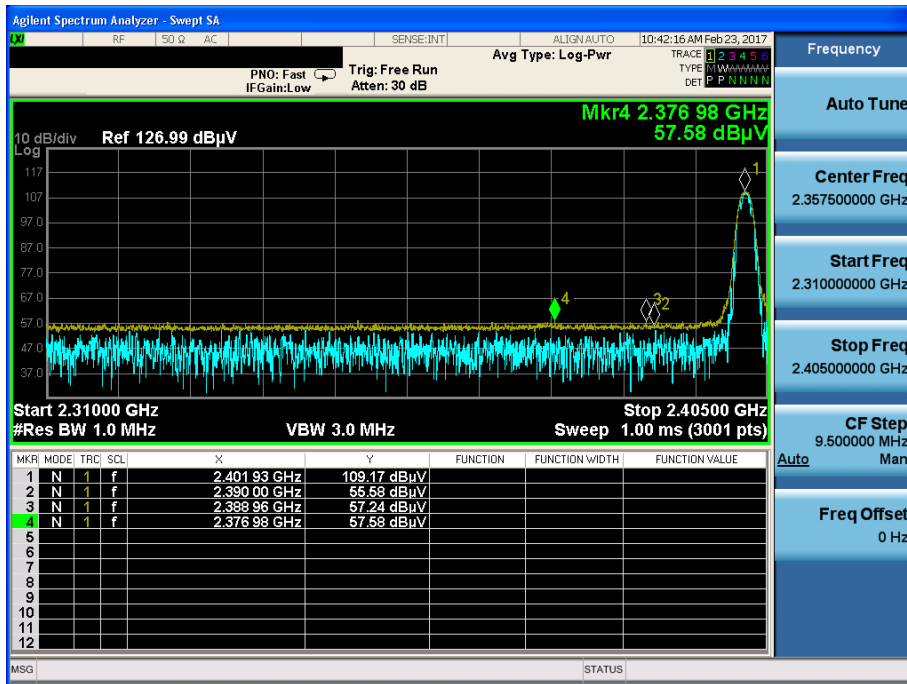 Agilent Spectrum Analyzer - Swept SA
LXI RF 50 Ω AC SENSE:INT ALIGN AUTO 10:42:16 AM Feb 23, 2017
Avg Type: Log-Pwr TRACE 1 2 3 4 5 6
PNO: Fast Trig: Free Run TYPE M W
IFGain:Low Atten: 30 dB DET P P N N N N
Frequency
Mkr4 2.376 98 GHz
57.58 dBµV
10 dB/div Ref 126.99 dBµV
Log
117
107
97.0
87.0
77.0
67.0
57.0
47.0
37.0
1
4
3 2
Start 2.31000 GHz Stop 2.40500 GHz
#Res BW 1.0 MHz VBW 3.0 MHz Sweep 1.00 ms (3001 pts)
MKR MODE TRC SCL X Y FUNCTION FUNCTION WIDTH FUNCTION VALUE
1 N 1 f 2.401 93 GHz 109.17 dBµV
2 N 1 f 2.390 00 GHz 55.58 dBµV
3 N 1 f 2.388 96 GHz 57.24 dBµV
4 N 1 f 2.376 98 GHz 57.58 dBµV
5
6
7
8
9
10
11
12
MSG STATUS
Auto Tune
Center Freq
2.357500000 GHz
Start Freq
2.310000000 GHz
Stop Freq
2.405000000 GHz
CF Step
9.500000 MHz
Auto Man
Freq Offset
0 Hz